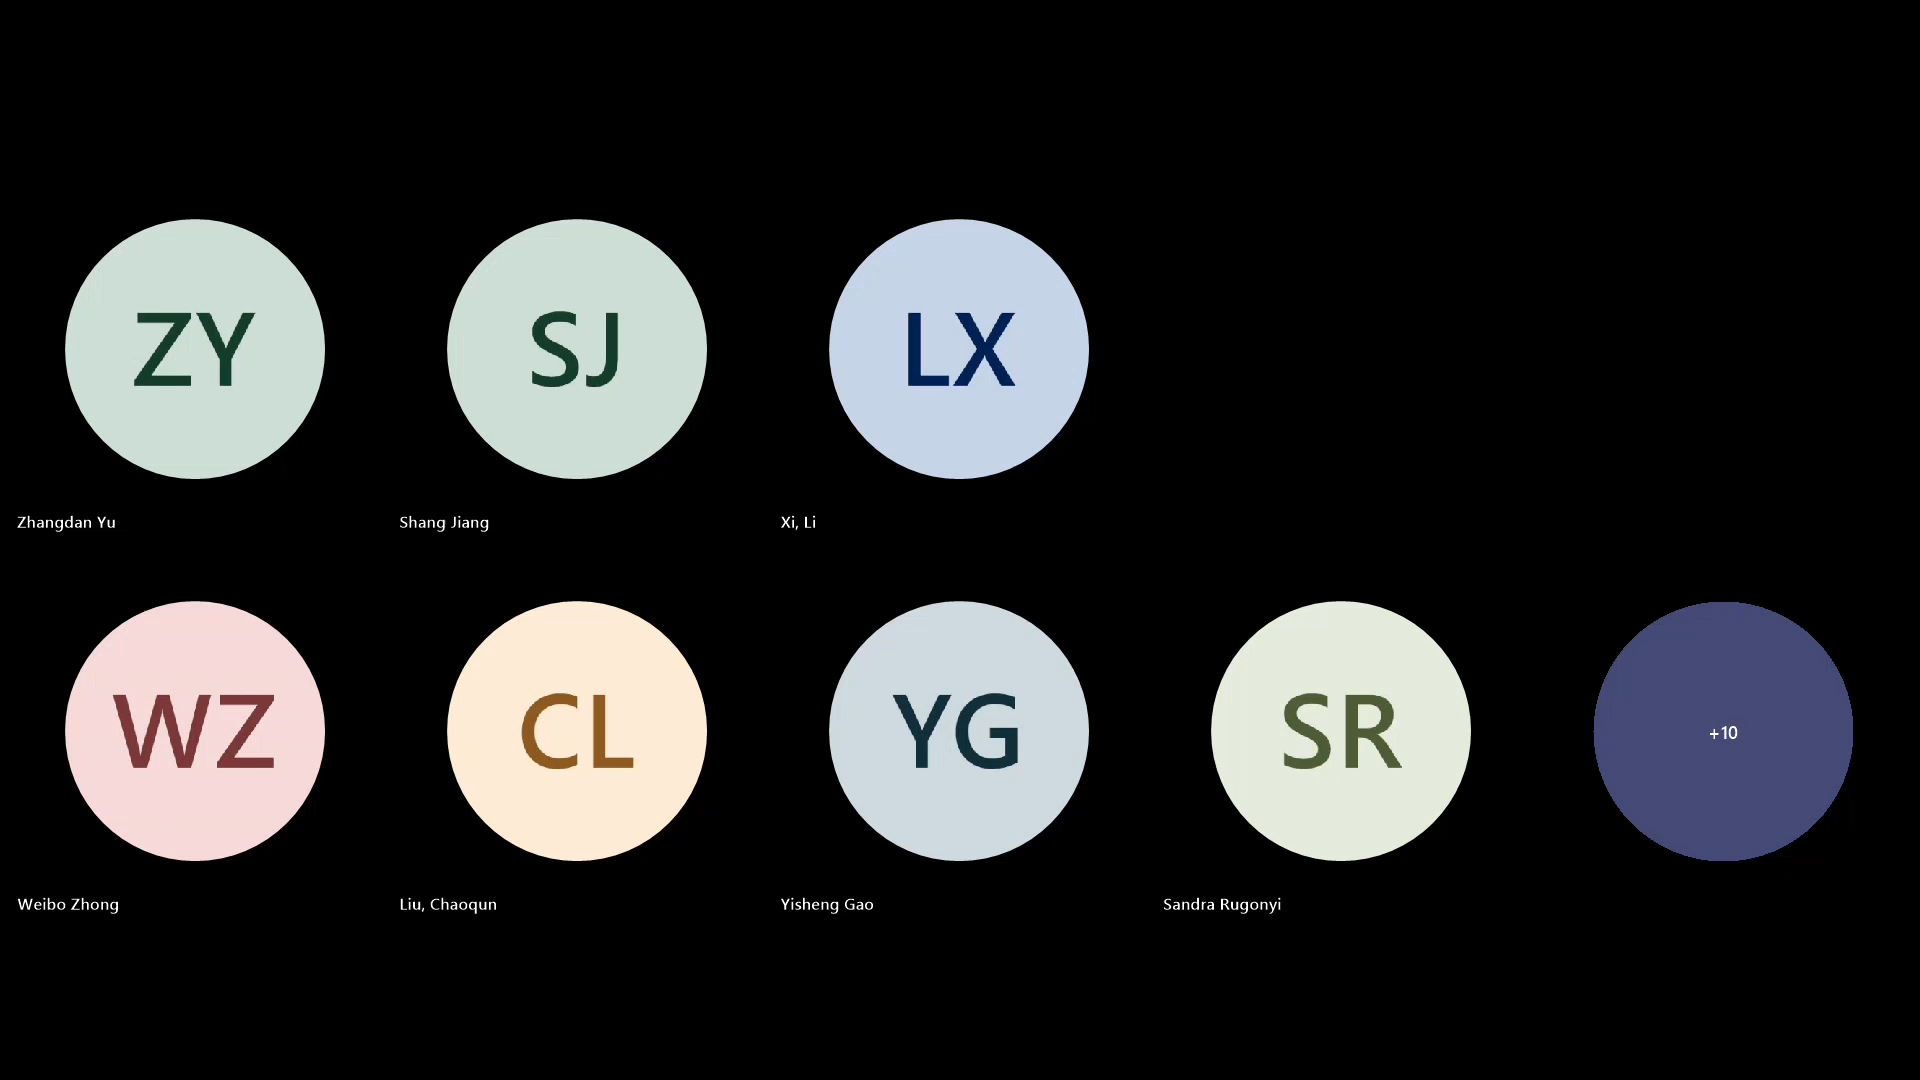 ZY
SJ
LX
Zhangdan Yu
Shang Jiang
Xi, Li
WZ
CL
YG
SR
+10
Weibo Zhong
Liu, Chaoqun
Yisheng Gao
Sandra Rugonyi